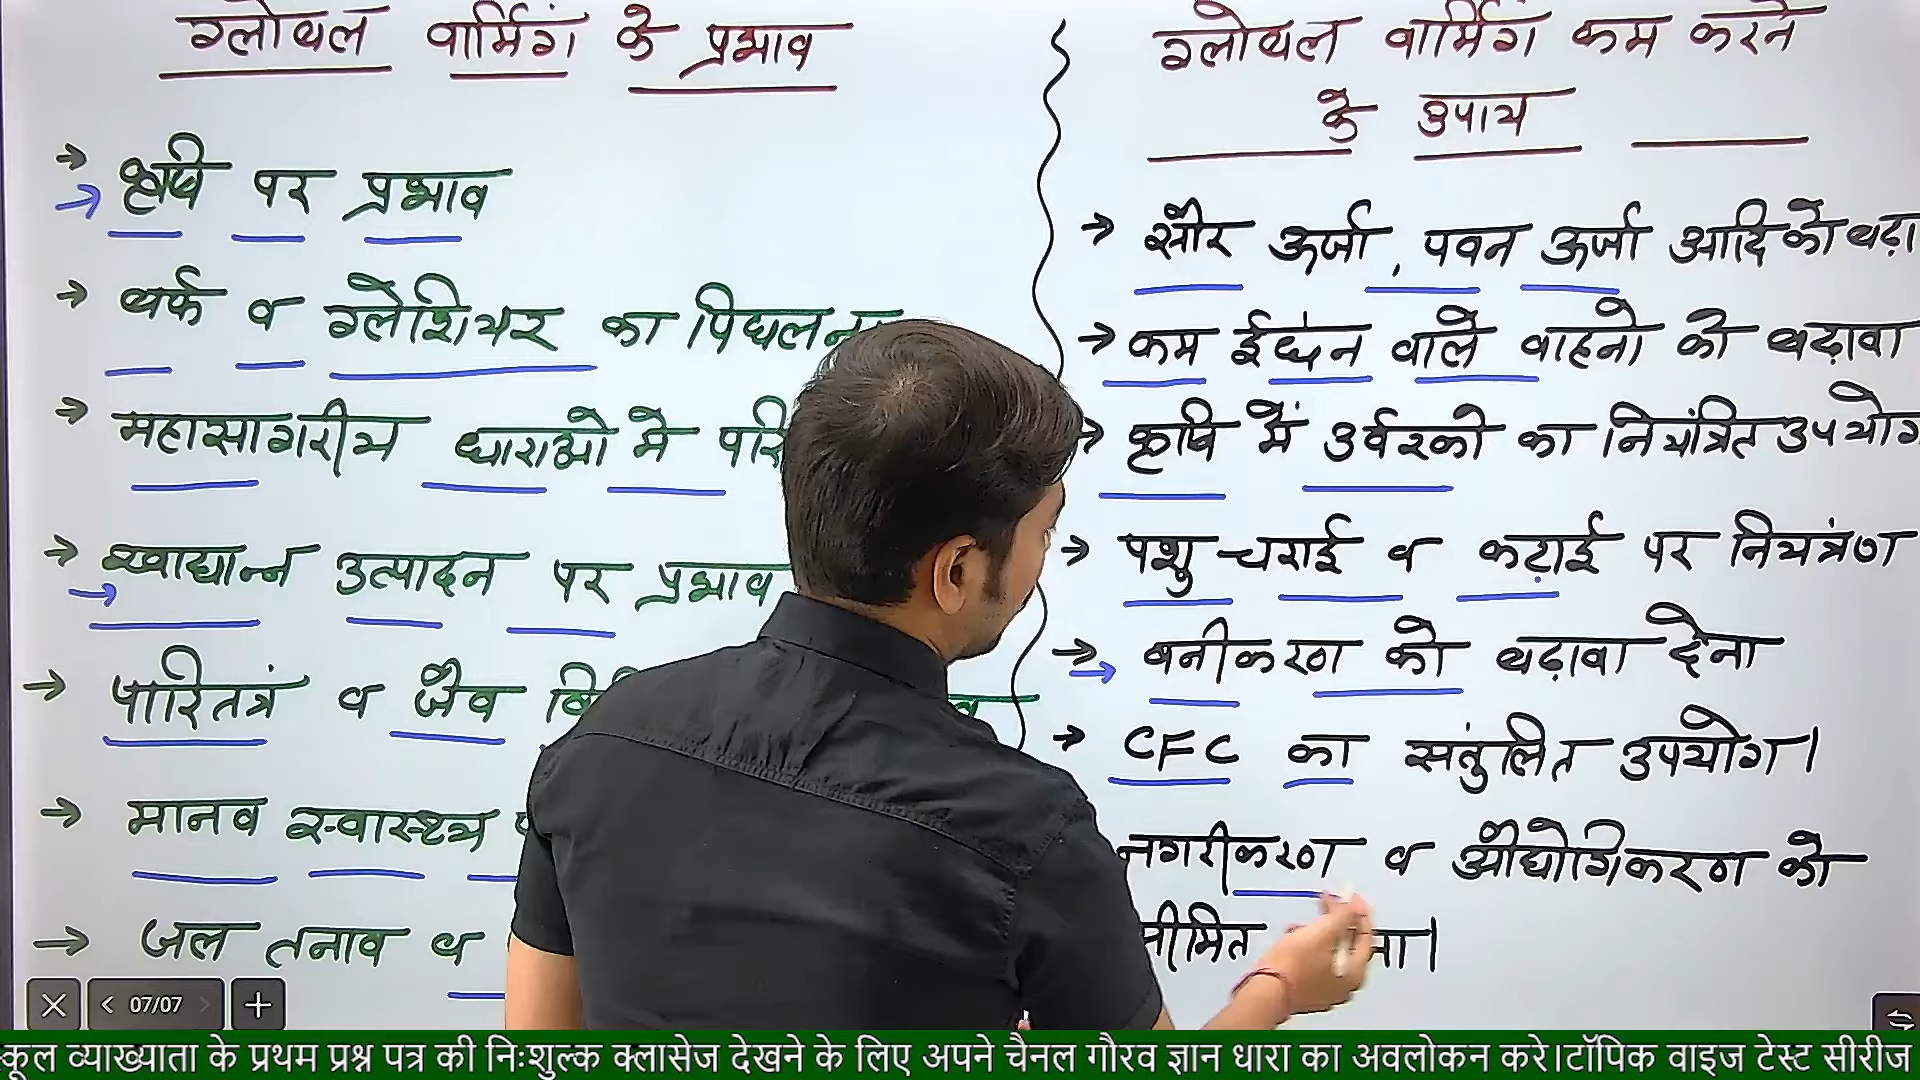 ग्लोबल वार्मिंग के प्रभाव
→ कृषि पर प्रभाव
→ बर्फ व ग्लेशियर का पिघलना
→ महासागरीय धाराओ मे
→ खाद्यान्न उत्पादन पर प्रभाव
→ पारितत्रं व जैव
→ मानव स्वास्थ्य
→ जल तनाव व
ग्लोबल वार्मिंग कम करने
के उपाय
→ सौर ऊर्जा, पवन ऊर्जा आदि को बढ़ा
→ कम ईंधन वाले वाहनो को बढ़ावा
→ कृषि में उर्वरको का नियंत्रित उपयोग
→ पशु चराई व कटाई पर नियंत्रण
→ वनीकरण को बढ़ावा देना
→ CFC का संतुलित उपयोग।
नगरीकरण व औद्योगिकरण को
सीमित
07/07
स्कूल व्याख्याता के प्रथम प्रश्न पत्र की निःशुल्क क्लासेज देखने के लिए अपने चैनल गौरव ज्ञान धारा का अवलोकन करे।टॉपिक वाइज टेस्ट सीरीज